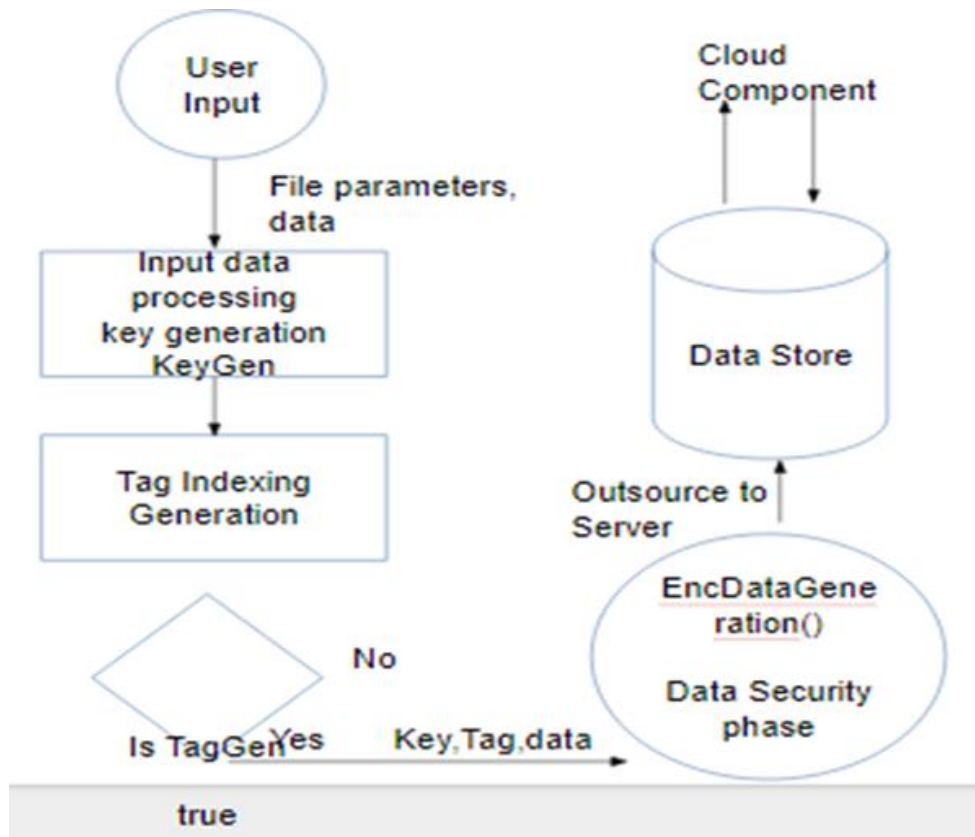 User
Input
File parameters,
data
Input data
processing
key generation
KeyGen
Tag Indexing
Generation
No
Is TagGen
Yes
Key,Tag,data
true
Cloud
Component
Data Store
Outsource to
Server
EncDataGene
ration()
Data Security
phase